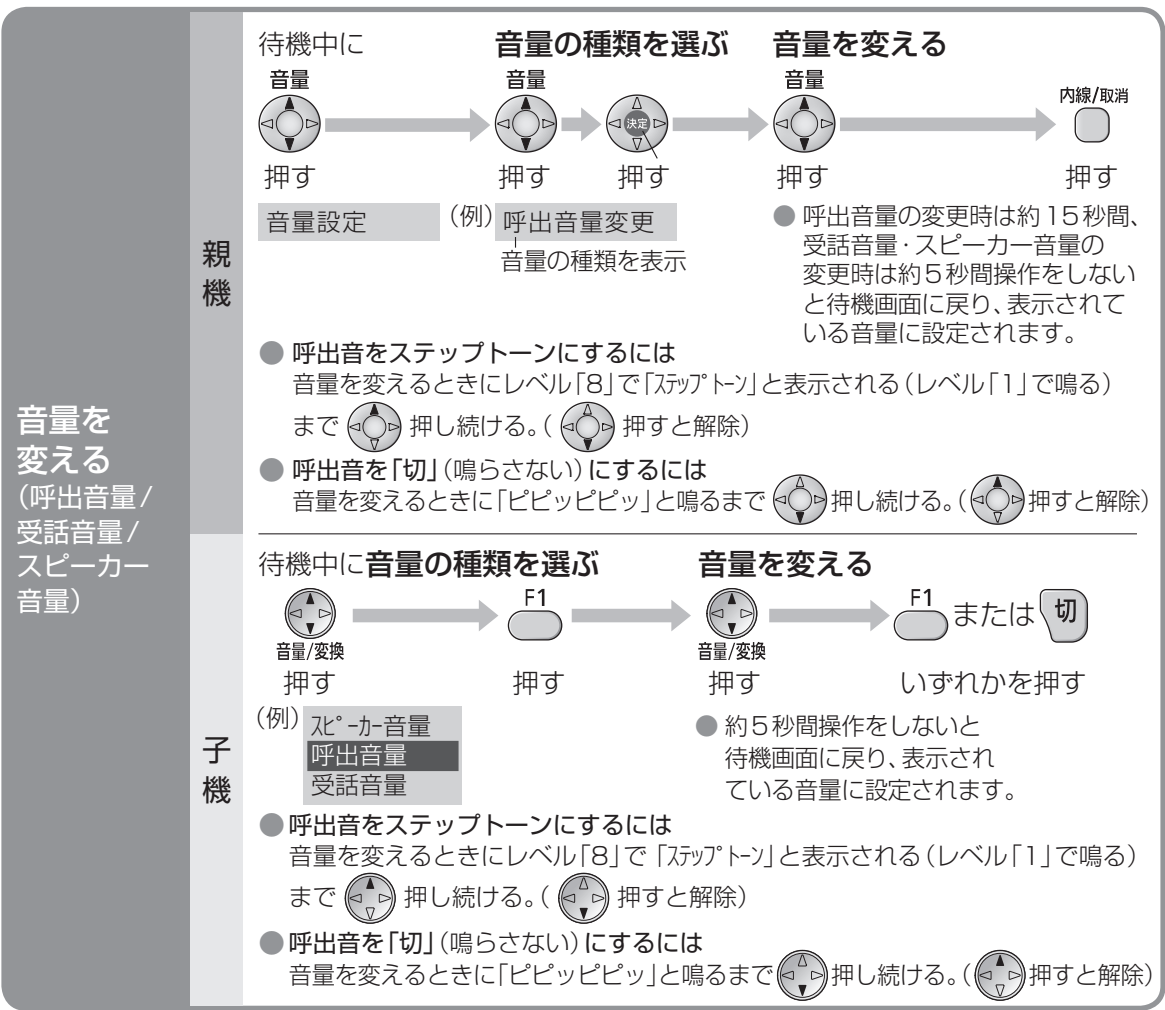 音量を
変える
（呼出音量/
受話音量/
スピーカー
音量）
親機
待機中に
音量の種類を選ぶ
音量を変える
音量
音量
音量
内線/取消
決定
押す
押す
押す
押す
押す
音量設定
（例）
呼出音量変更
音量の種類を表示
● 呼出音量の変更時は約15秒間、
受話音量・スピーカー音量の
変更時は約5秒間操作をしない
と待機画面に戻り、表示されて
いる音量に設定されます。
● 呼出音をステップトーンにするには
音量を変えるときにレベル「8」で「ｽﾃｯﾌﾟﾄｰﾝ」と表示される（レベル「1」で鳴る）
まで 押し続ける。（ 押すと解除）
● 呼出音を「切」（鳴らさない）にするには
音量を変えるときに「ピピッピピッ」と鳴るまで 押し続ける。（ 押すと解除）
子機
待機中に音量の種類を選ぶ
音量を変える
F1
F1
または
切
音量/変換
音量/変換
押す
押す
押す
いずれかを押す
（例）
ｽﾋﾟｰｶｰ音量
呼出音量
受話音量
● 約5秒間操作をしないと
待機画面に戻り、表示され
ている音量に設定されます。
● 呼出音をステップトーンにするには
音量を変えるときにレベル「8」で「ｽﾃｯﾌﾟﾄｰﾝ」と表示される（レベル「1」で鳴る）
まで 押し続ける。（ 押すと解除）
● 呼出音を「切」（鳴らさない）にするには
音量を変えるときに「ピピッピピッ」と鳴るまで 押し続ける。（ 押すと解除）